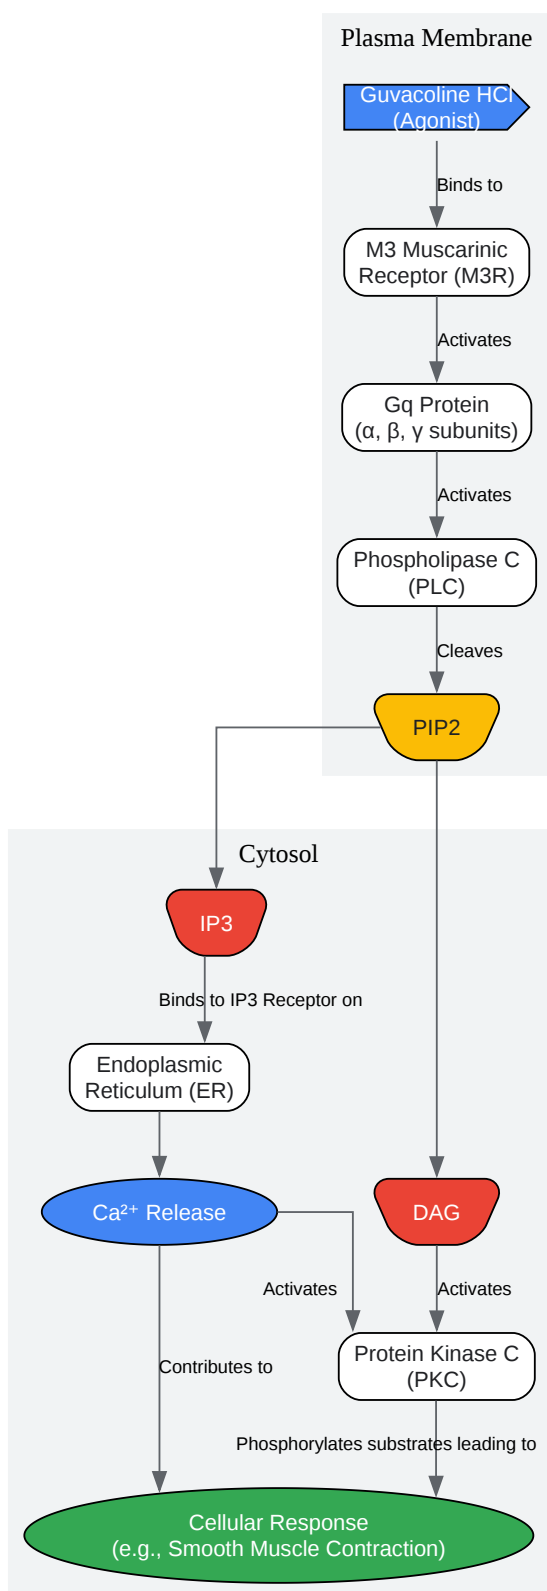 Plasma Membrane
Guvacoline HCl
(Agonist)
Binds to
M3 Muscarinic
Receptor (M3R)
Activates
Gq Protein
(α, β, γ subunits)
Activates
Phospholipase C
(PLC)
Cleaves
PIP2
Cytosol
IP3
Binds to IP3 Receptor on
Endoplasmic
Reticulum (ER)
Ca²⁺ Release
DAG
Activates
Activates
Protein Kinase C
(PKC)
Contributes to
Phosphorylates substrates leading to
Cellular Response
(e.g., Smooth Muscle Contraction)